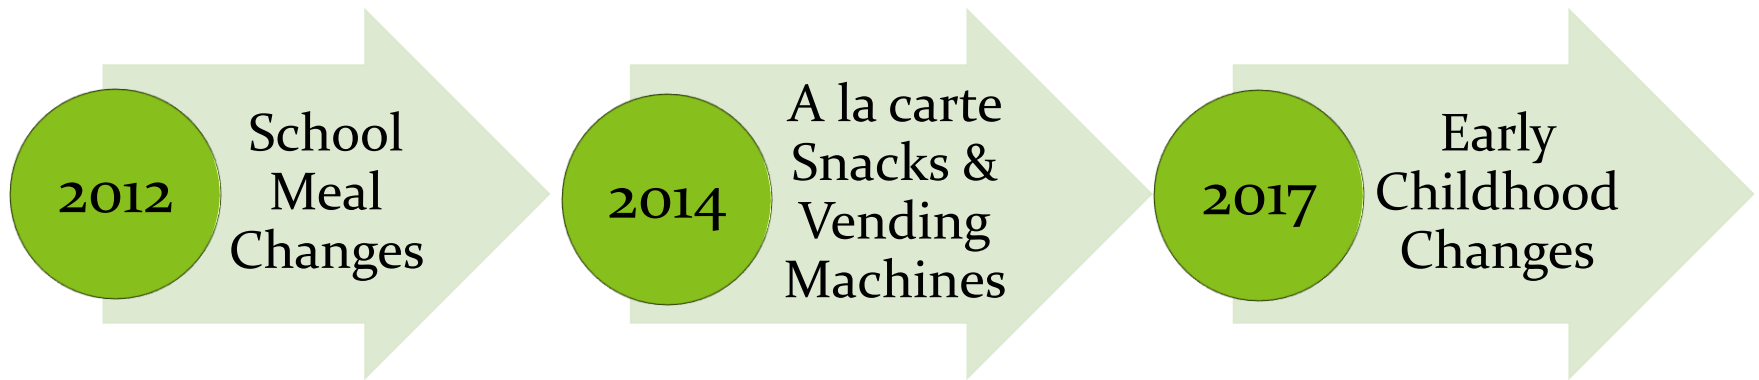 2012
School
Meal
Changes
2014
A la carte
Snacks &
Vending
Machines
2017
Early
Childhood
Changes